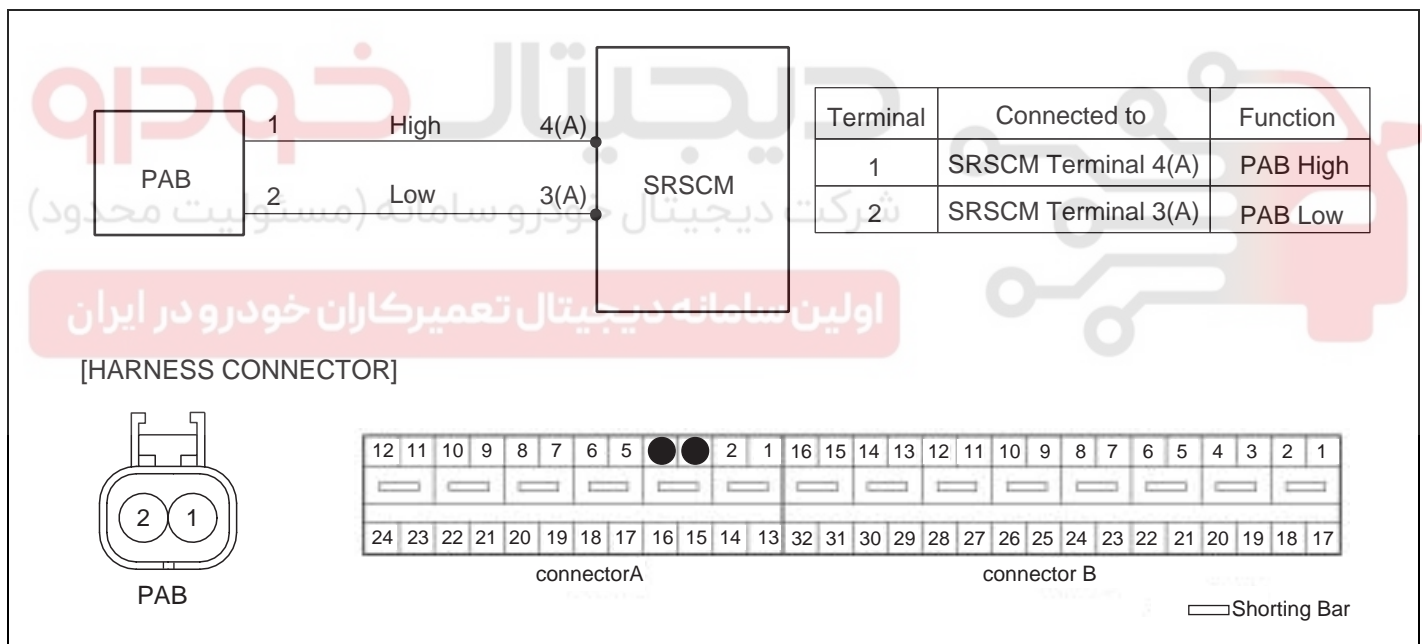 دیجیتال خودرو
شرکت دیجیتال خودرو سامانه (مسئولیت محدود)
اولین سامانه دیجیتال تعمیرکاران خودرو در ایران
PAB
1 High 4(A)
2 Low 3(A)
SRSCM
Terminal Connected to Function
1 SRSCM Terminal 4(A) PAB High
2 SRSCM Terminal 3(A) PAB Low
[HARNESS CONNECTOR]
2 1
PAB
12 11 10 9 8 7 6 5 2 1 16 15 14 13 12 11 10 9 8 7 6 5 4 3 2 1
24 23 22 21 20 19 18 17 16 15 14 13 32 31 30 29 28 27 26 25 24 23 22 21 20 19 18 17
connectorA connector B
Shorting Bar